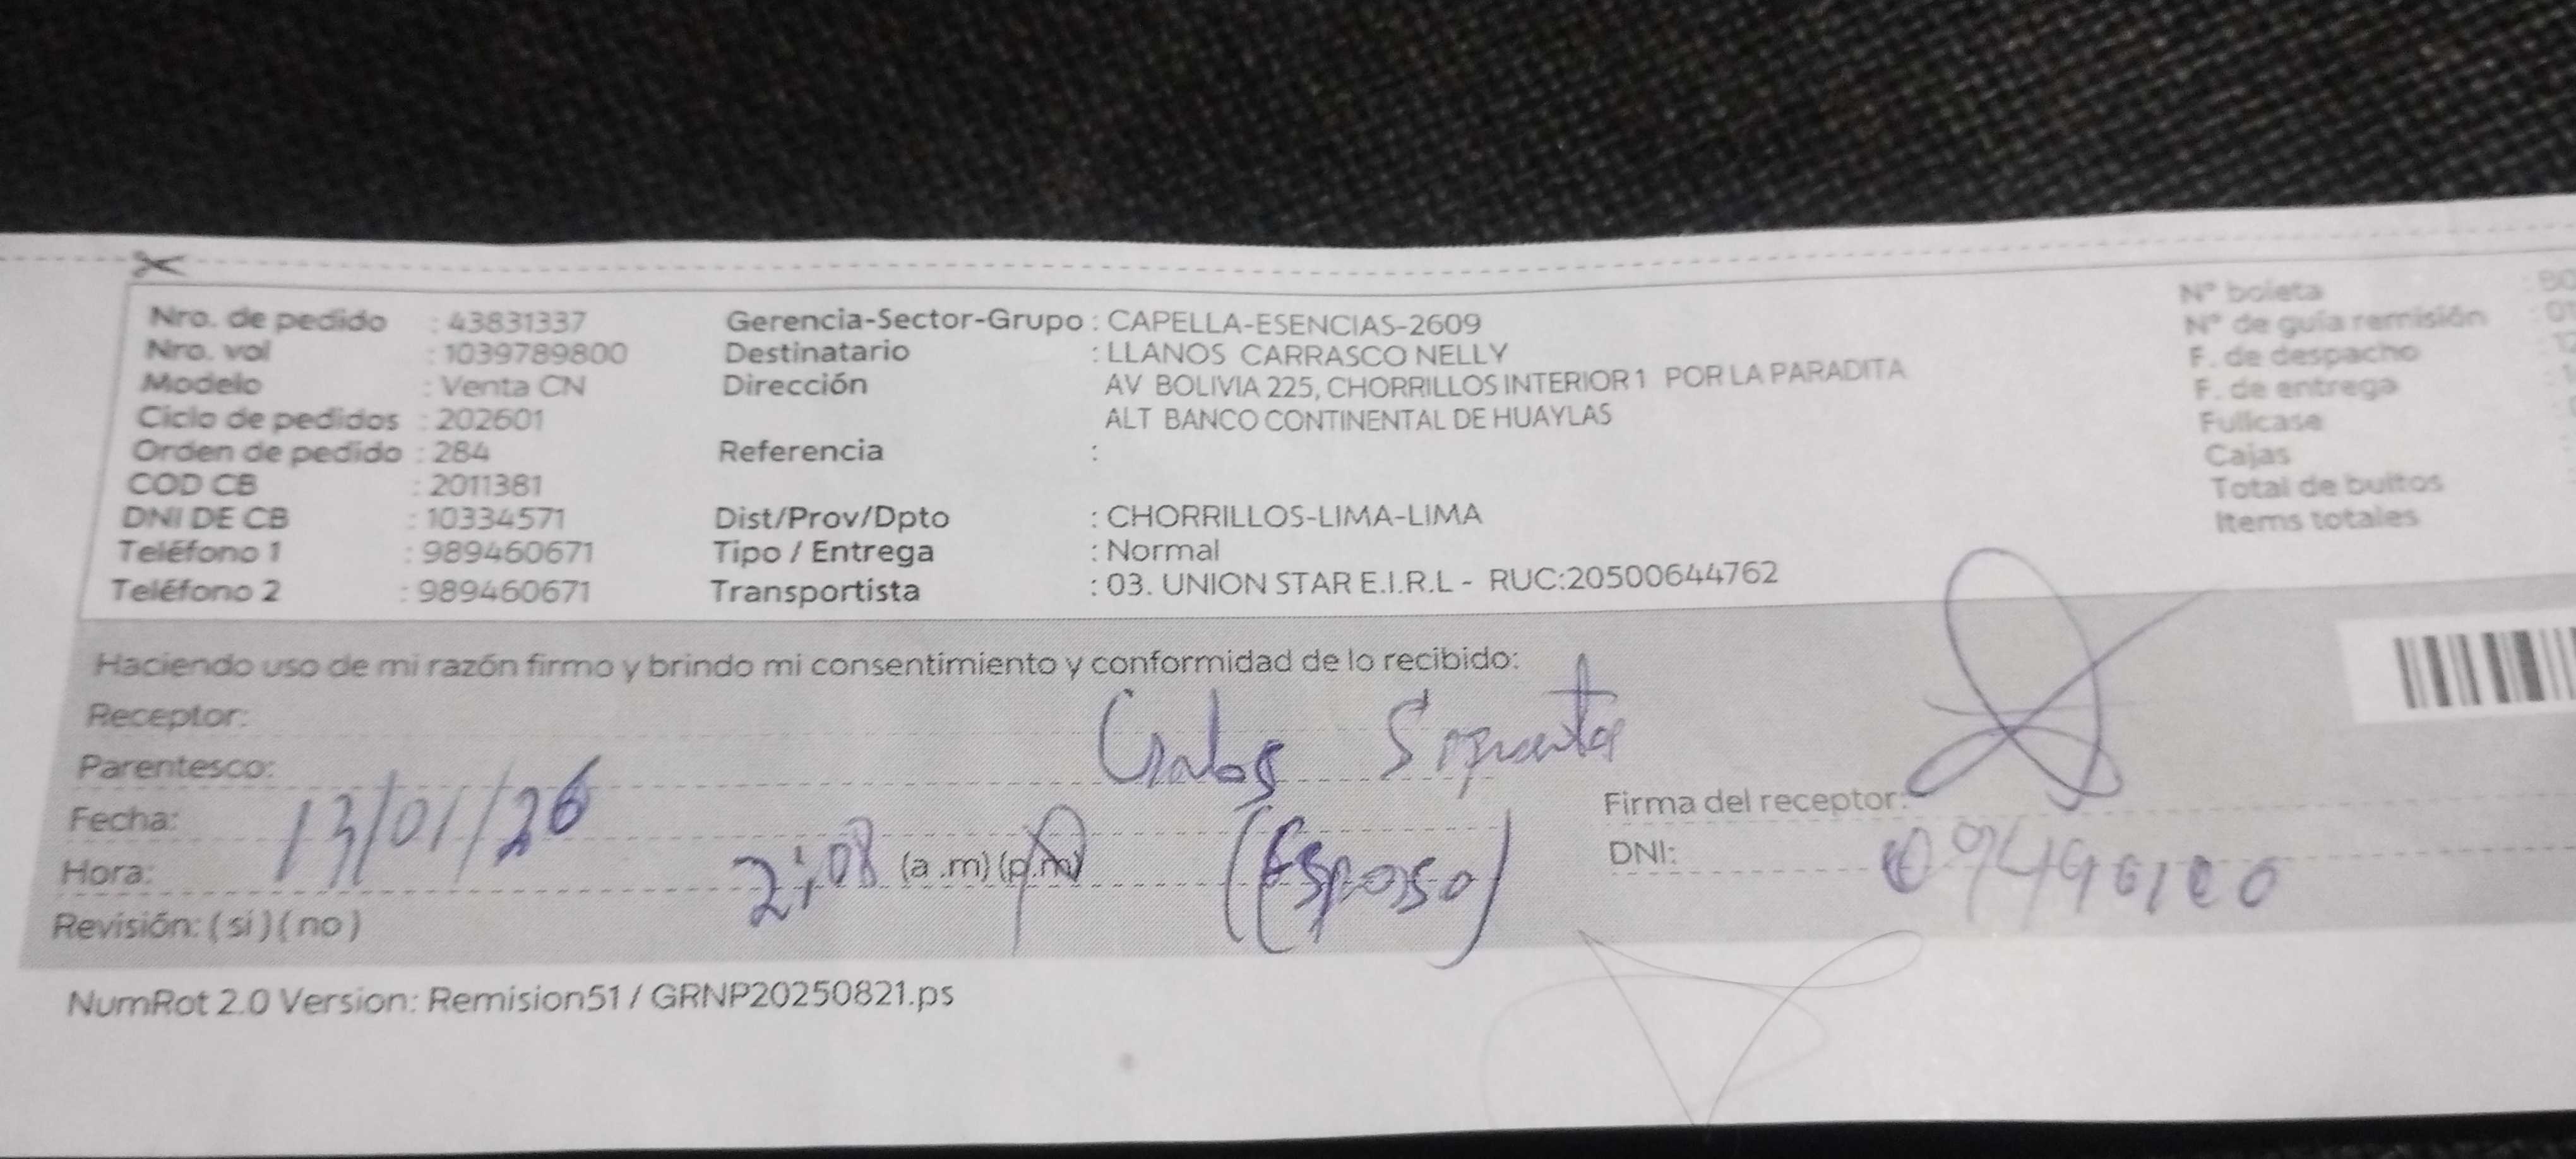 Nro. de pedido : 43831337 Gerencia-Sector-Grupo : CAPELLA-ESENCIAS-2609 N° boleta
Nro. vol : 1039789800 Destinatario : LLANOS CARRASCO NELLY N° de guía remisión
Modelo : Venta CN Dirección AV BOLIVIA 225, CHORRILLOS INTERIOR 1 POR LA PARADITA F. de despacho
Ciclo de pedidos : 202601 ALT BANCO CONTINENTAL DE HUAYLAS F. de entrega
Orden de pedido : 284 Referencia : Fullcase
COD CB : 2011381 Cajas
DNI DE CB : 10334571 Dist/Prov/Dpto : CHORRILLOS-LIMA-LIMA Total de bultos
Teléfono 1 : 989460671 Tipo / Entrega : Normal Items totales
Teléfono 2 : 989460671 Transportista : 03. UNION STAR E.I.R.L - RUC:20500644762
Haciendo uso de mi razón firmo y brindo mi consentimiento y conformidad de lo recibido:
Receptor:
Parentesco:
Fecha: 13/01/26 Firma del receptor:
Hora: 2:08 (a .m) (p.m) (Esposo) DNI:
Revisión: ( si ) ( no )
NumRot 2.0 Version: Remision51 / GRNP20250821.ps